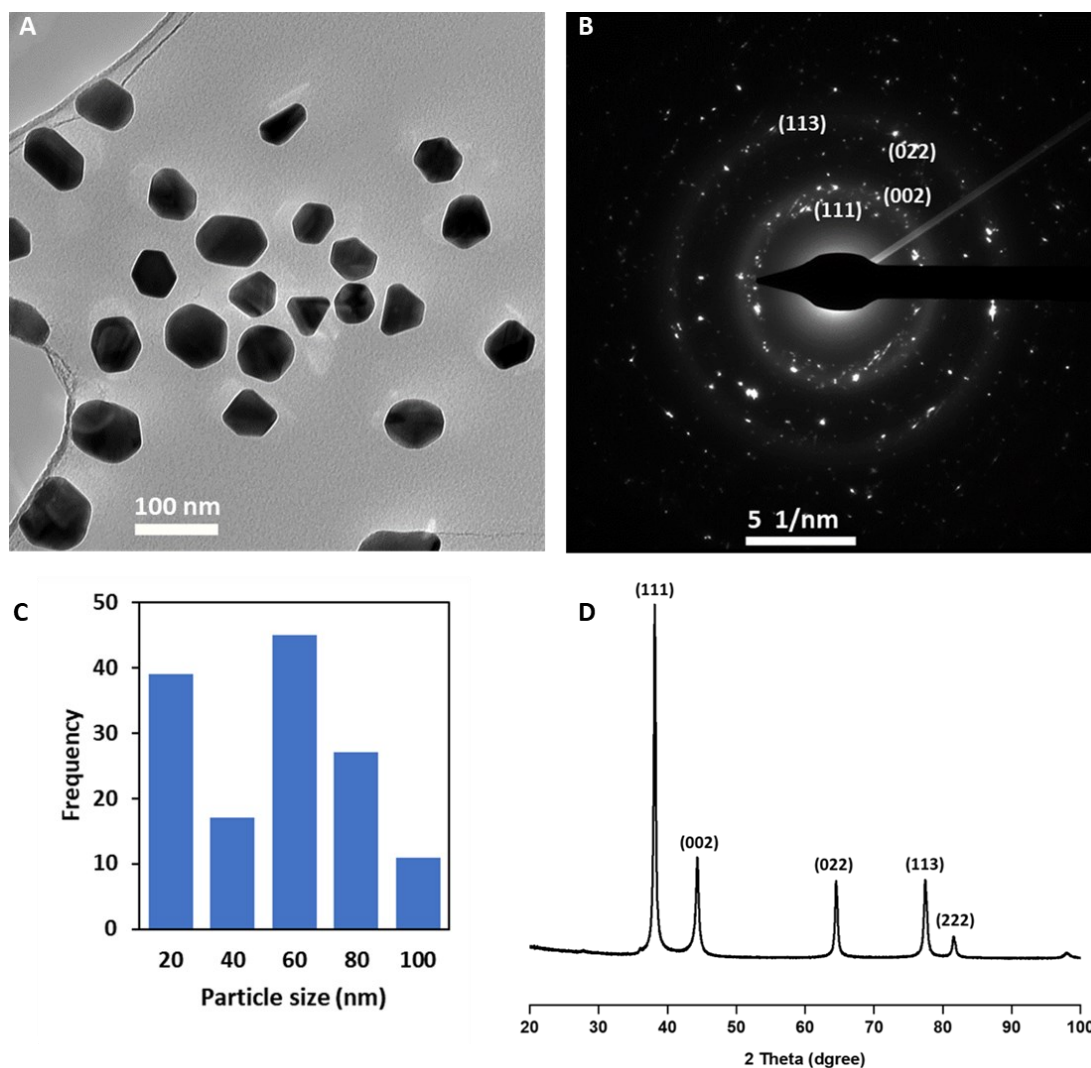 A
100 nm
B
(113)
(022)
(002)
(111)
5 1/nm
C
50
40
30
20
10
0
Frequency
20 40 60 80 100
Particle size (nm)
D
(111)
(002)
(022)
(113)
(222)
20 30 40 50 60 70 80 90 100
2 Theta (dgree)